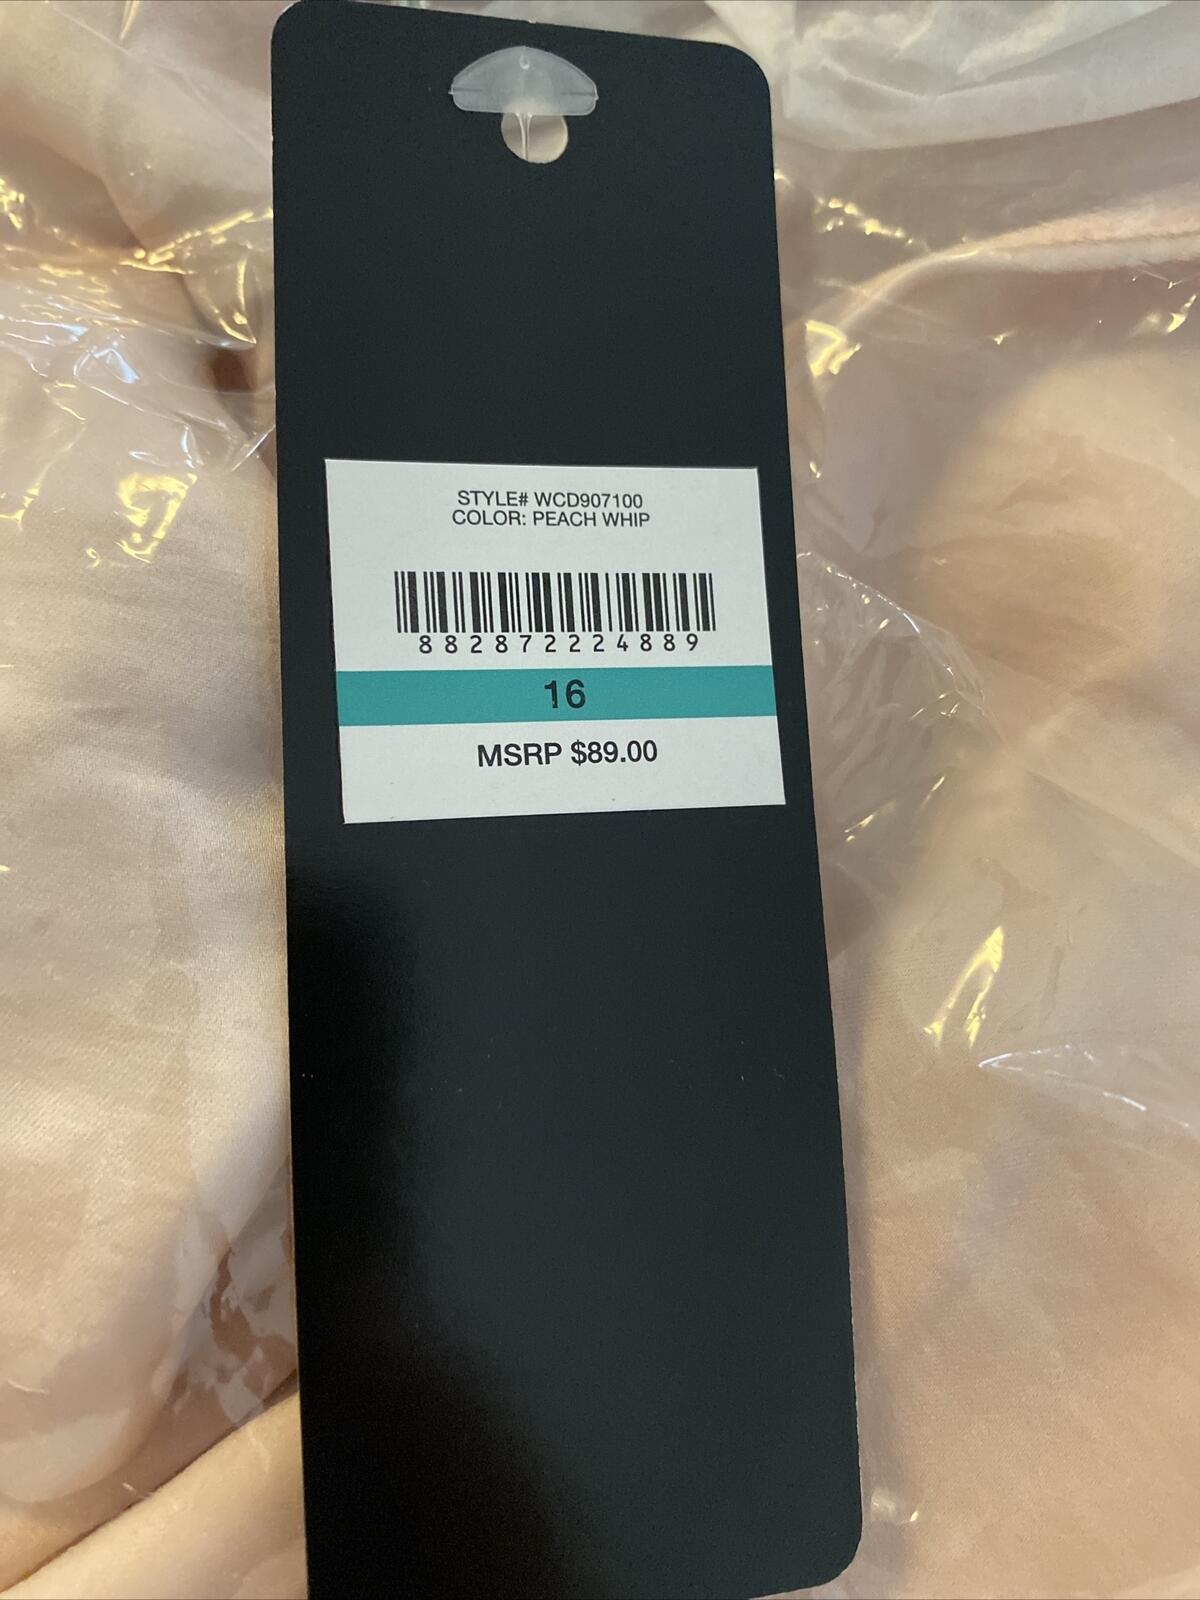 STYLE# WCD907100
COLOR: PEACH WHIP
882872224889
16
MSRP $89.00